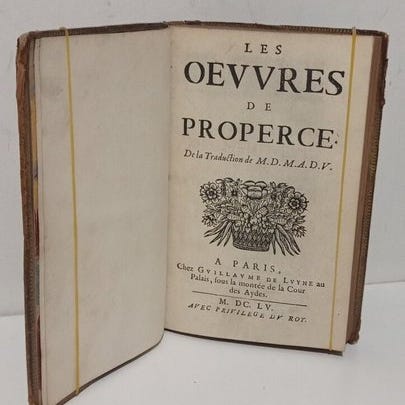 LES
OEVVRES
DE
PROPERCE.
De la Traduction de M. D. M. A. D. V.
A PARIS,
Chez GVILLAVME DE LVYNE au
Palais, sous la montée de la Cour
des Aydes.
M. DC. LV.
AVEC PRIVILEGE DV ROY.